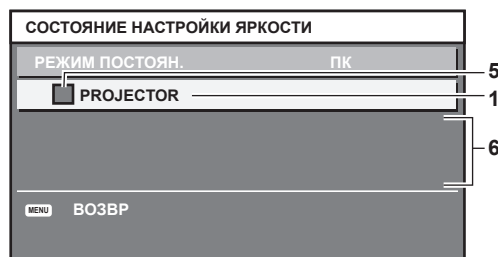 СОСТОЯНИЕ НАСТРОЙКИ ЯРКОСТИ
РЕЖИМ ПОСТОЯН. ПК
5
PROJECTOR 1
6
MENU ВОЗВР